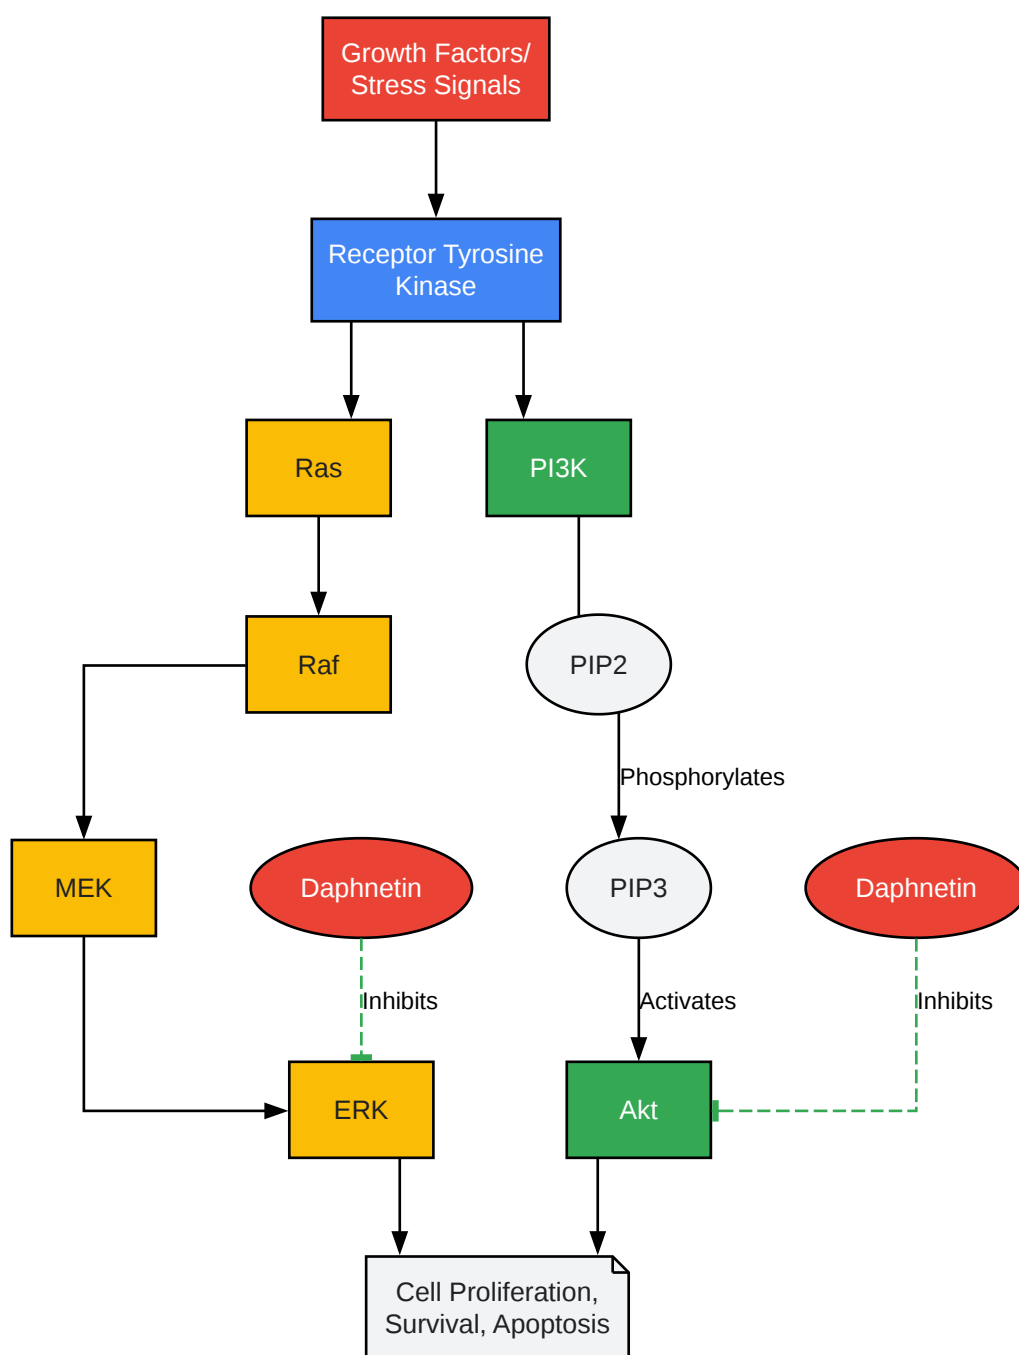 Growth Factors/
Stress Signals
Receptor Tyrosine
Kinase
Ras
PI3K
Raf
PIP2
Phosphorylates
MEK
Daphnetin
PIP3
Daphnetin
Inhibits
Activates
Inhibits
ERK
Akt
Cell Proliferation,
Survival, Apoptosis